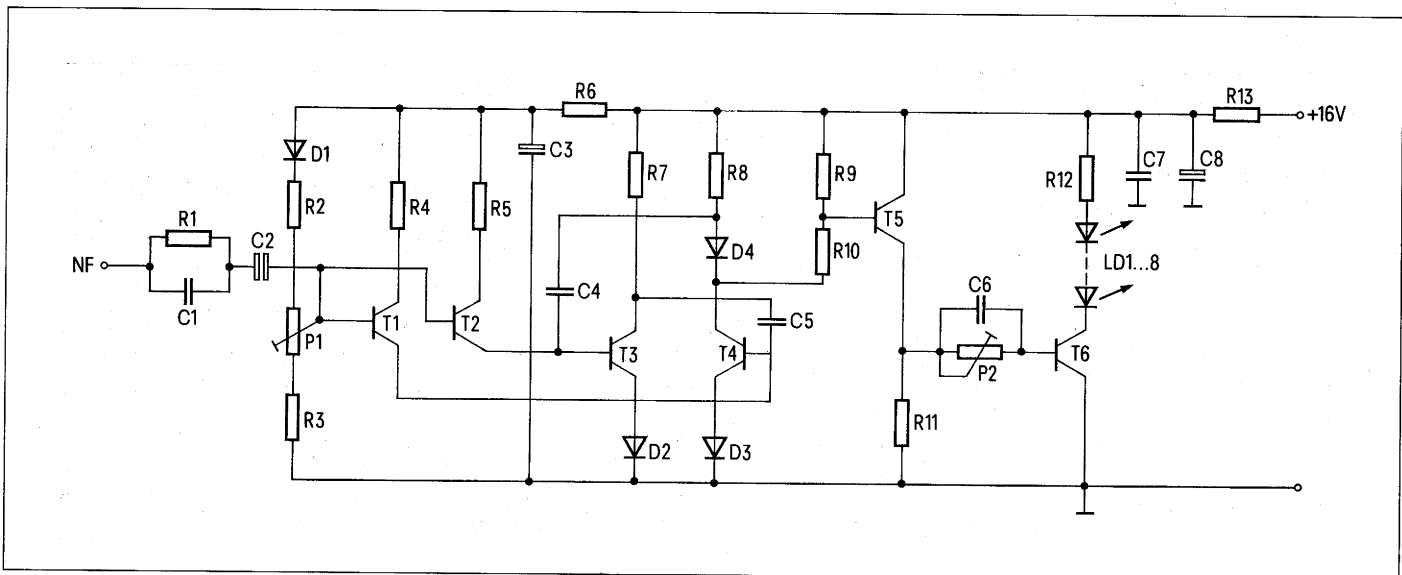 R6
R13
+16V
D1
C3
R7
R8
R9
C7
C8
R12
R2
R4
R5
T5
R1
C2
D4
R10
NF
LD1...8
C1
C4
C6
P1
T1
T2
C5
T3
T4
P2
T6
R3
R11
D2
D3